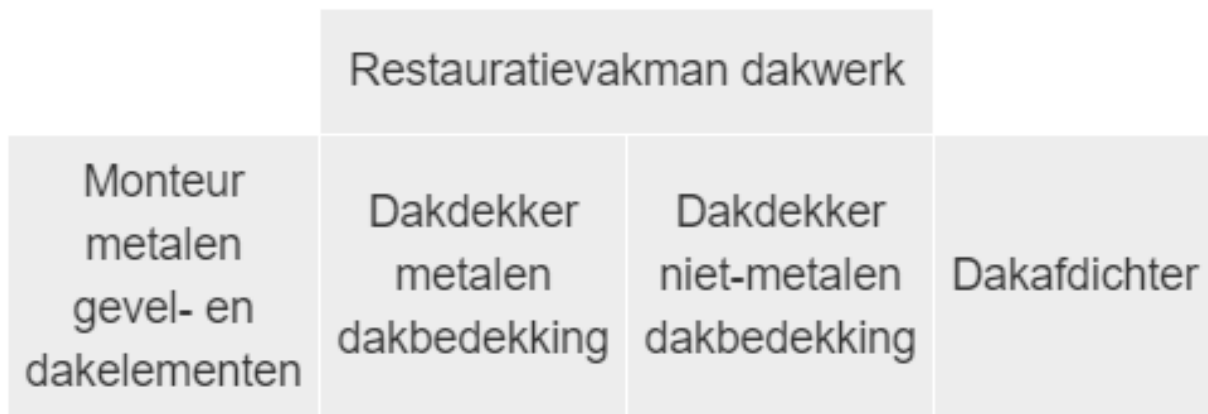 Restauratievakman dakwerk
Monteur
metalen
gevel- en
dakelementen
Dakdekker
metalen
dakbedekking
Dakdekker
niet-metalen
dakbedekking
Dakafdichter